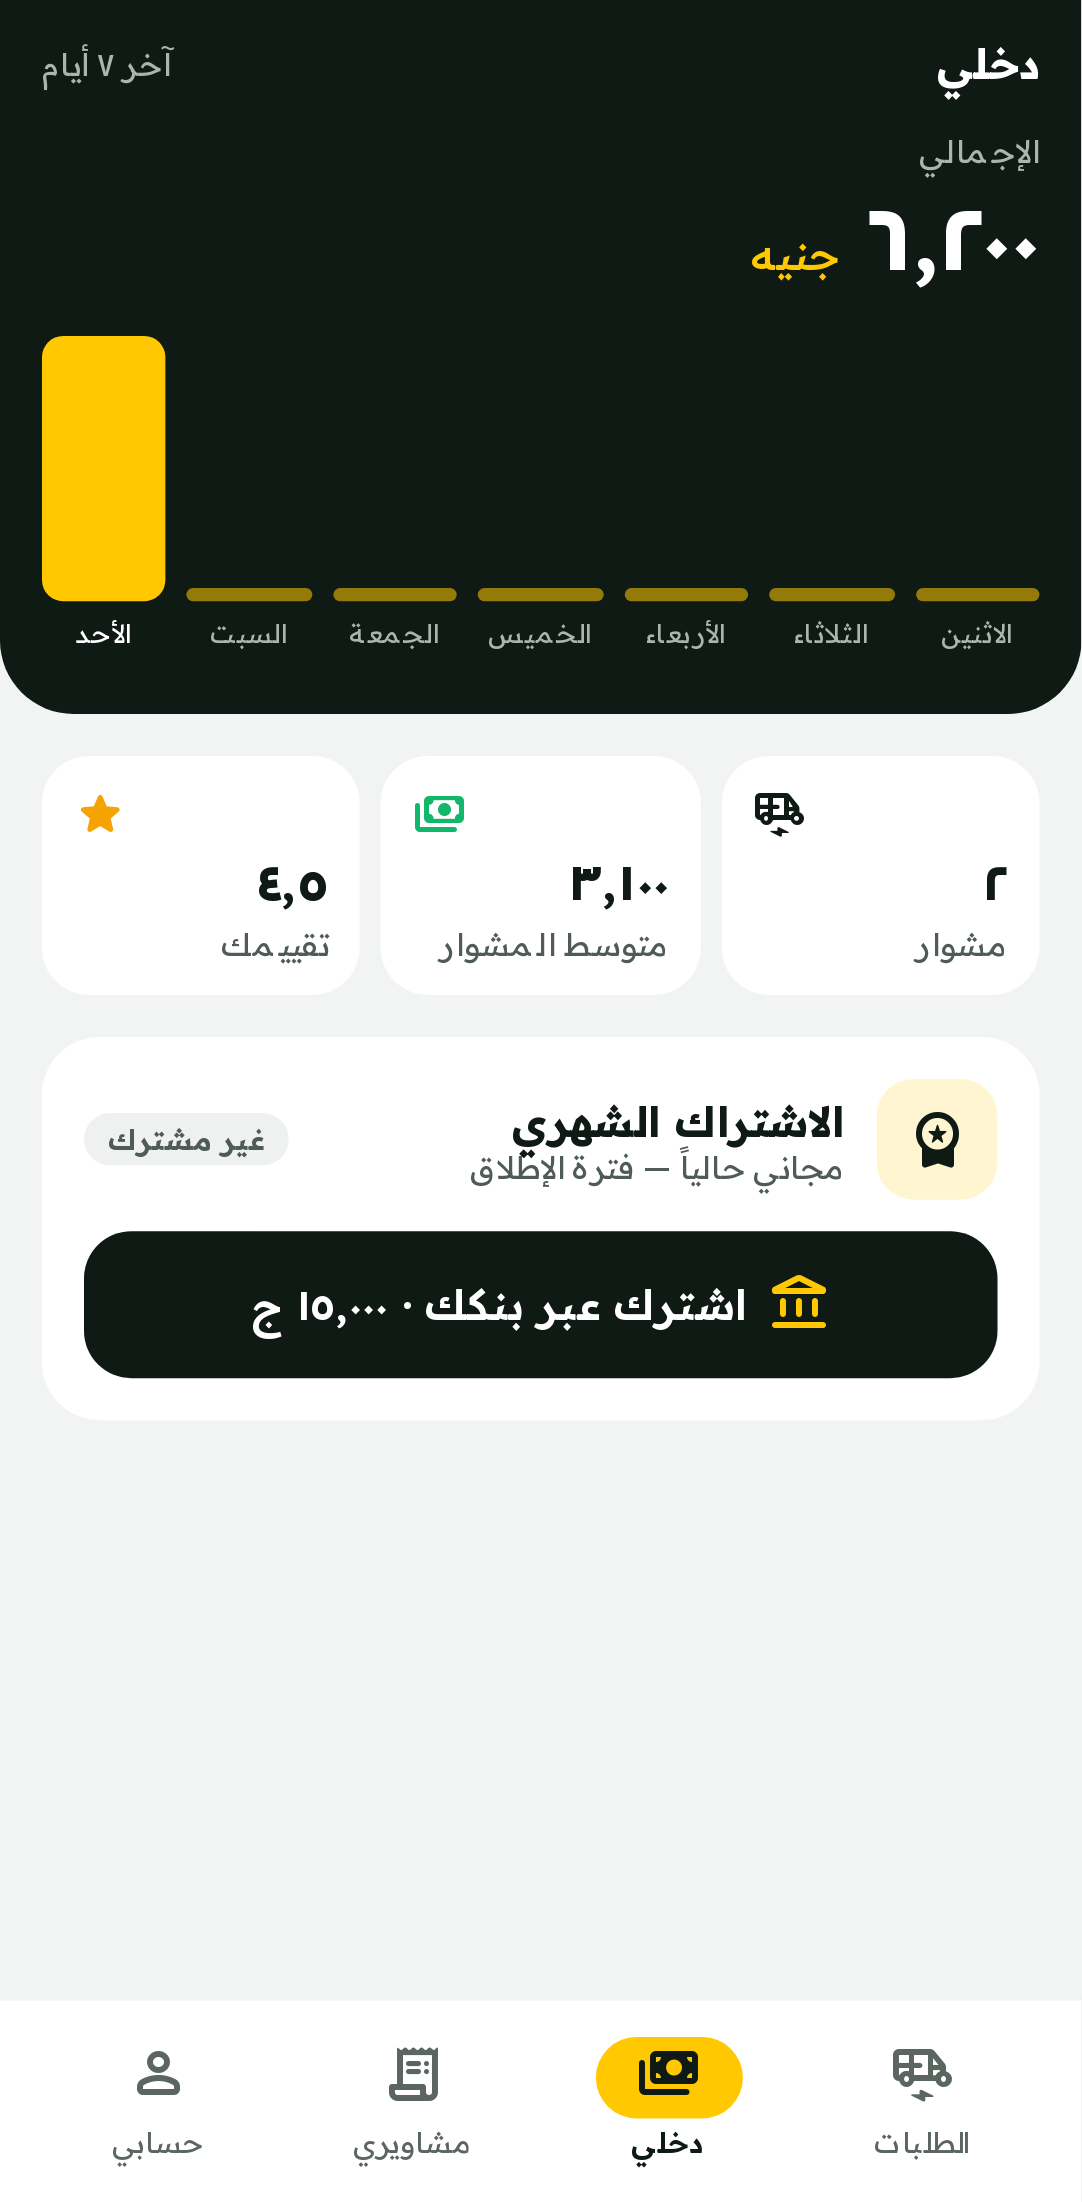 دخلي
آخر ٧ أيام
الإجمالي
٦,٢٠٠ جنيه
الاثنين
الثلاثاء
الأربعاء
الخميس
الجمعة
السبت
الأحد
٢
مشوار
٣,١٠٠
متوسط المشوار
٤,٥
تقييمك
الاشتراك الشهري
مجاني حالياً — فترة الإطلاق
غير مشترك
اشترك عبر بنكك · ١٥,٠٠٠ ج
الطلبات
دخلي
مشاويري
حسابي